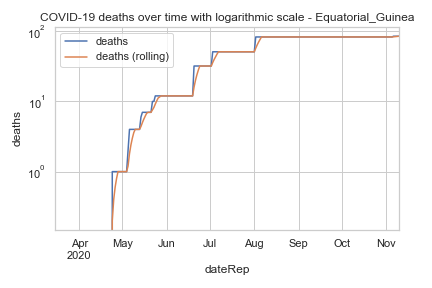 COVID-19 deaths over time with logarithmic scale - Equatorial_Guinea
deaths
deaths (rolling)
10²
10¹
10⁰
deaths
Apr May Jun Jul Aug Sep Oct Nov
2020
dateRep